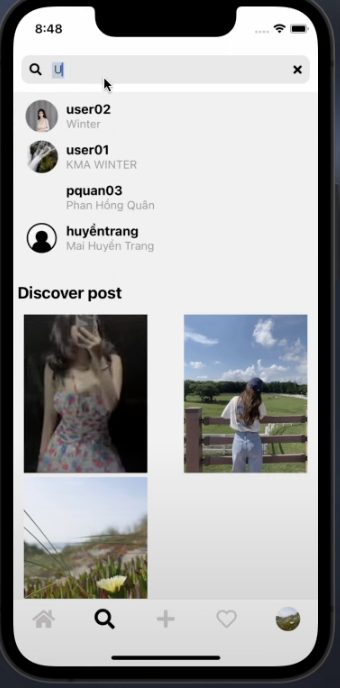 8:48
U
user02
Winter
user01
KMA WINTER
pquan03
Phan Hồng Quân
huyềntrang
Mai Huyền Trang
Discover post